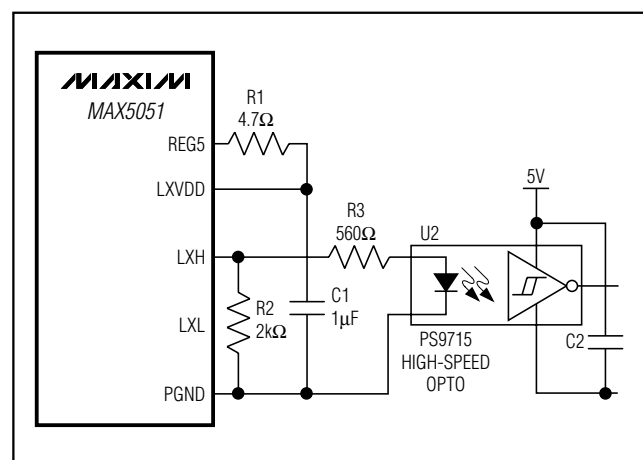 MAXIM
MAX5051
REG5
LXVDD
LXH
LXL
PGND
R1
4.7Ω
R2
2kΩ
C1
1µF
R3
560Ω
U2
5V
C2
PS9715
HIGH-SPEED
OPTO